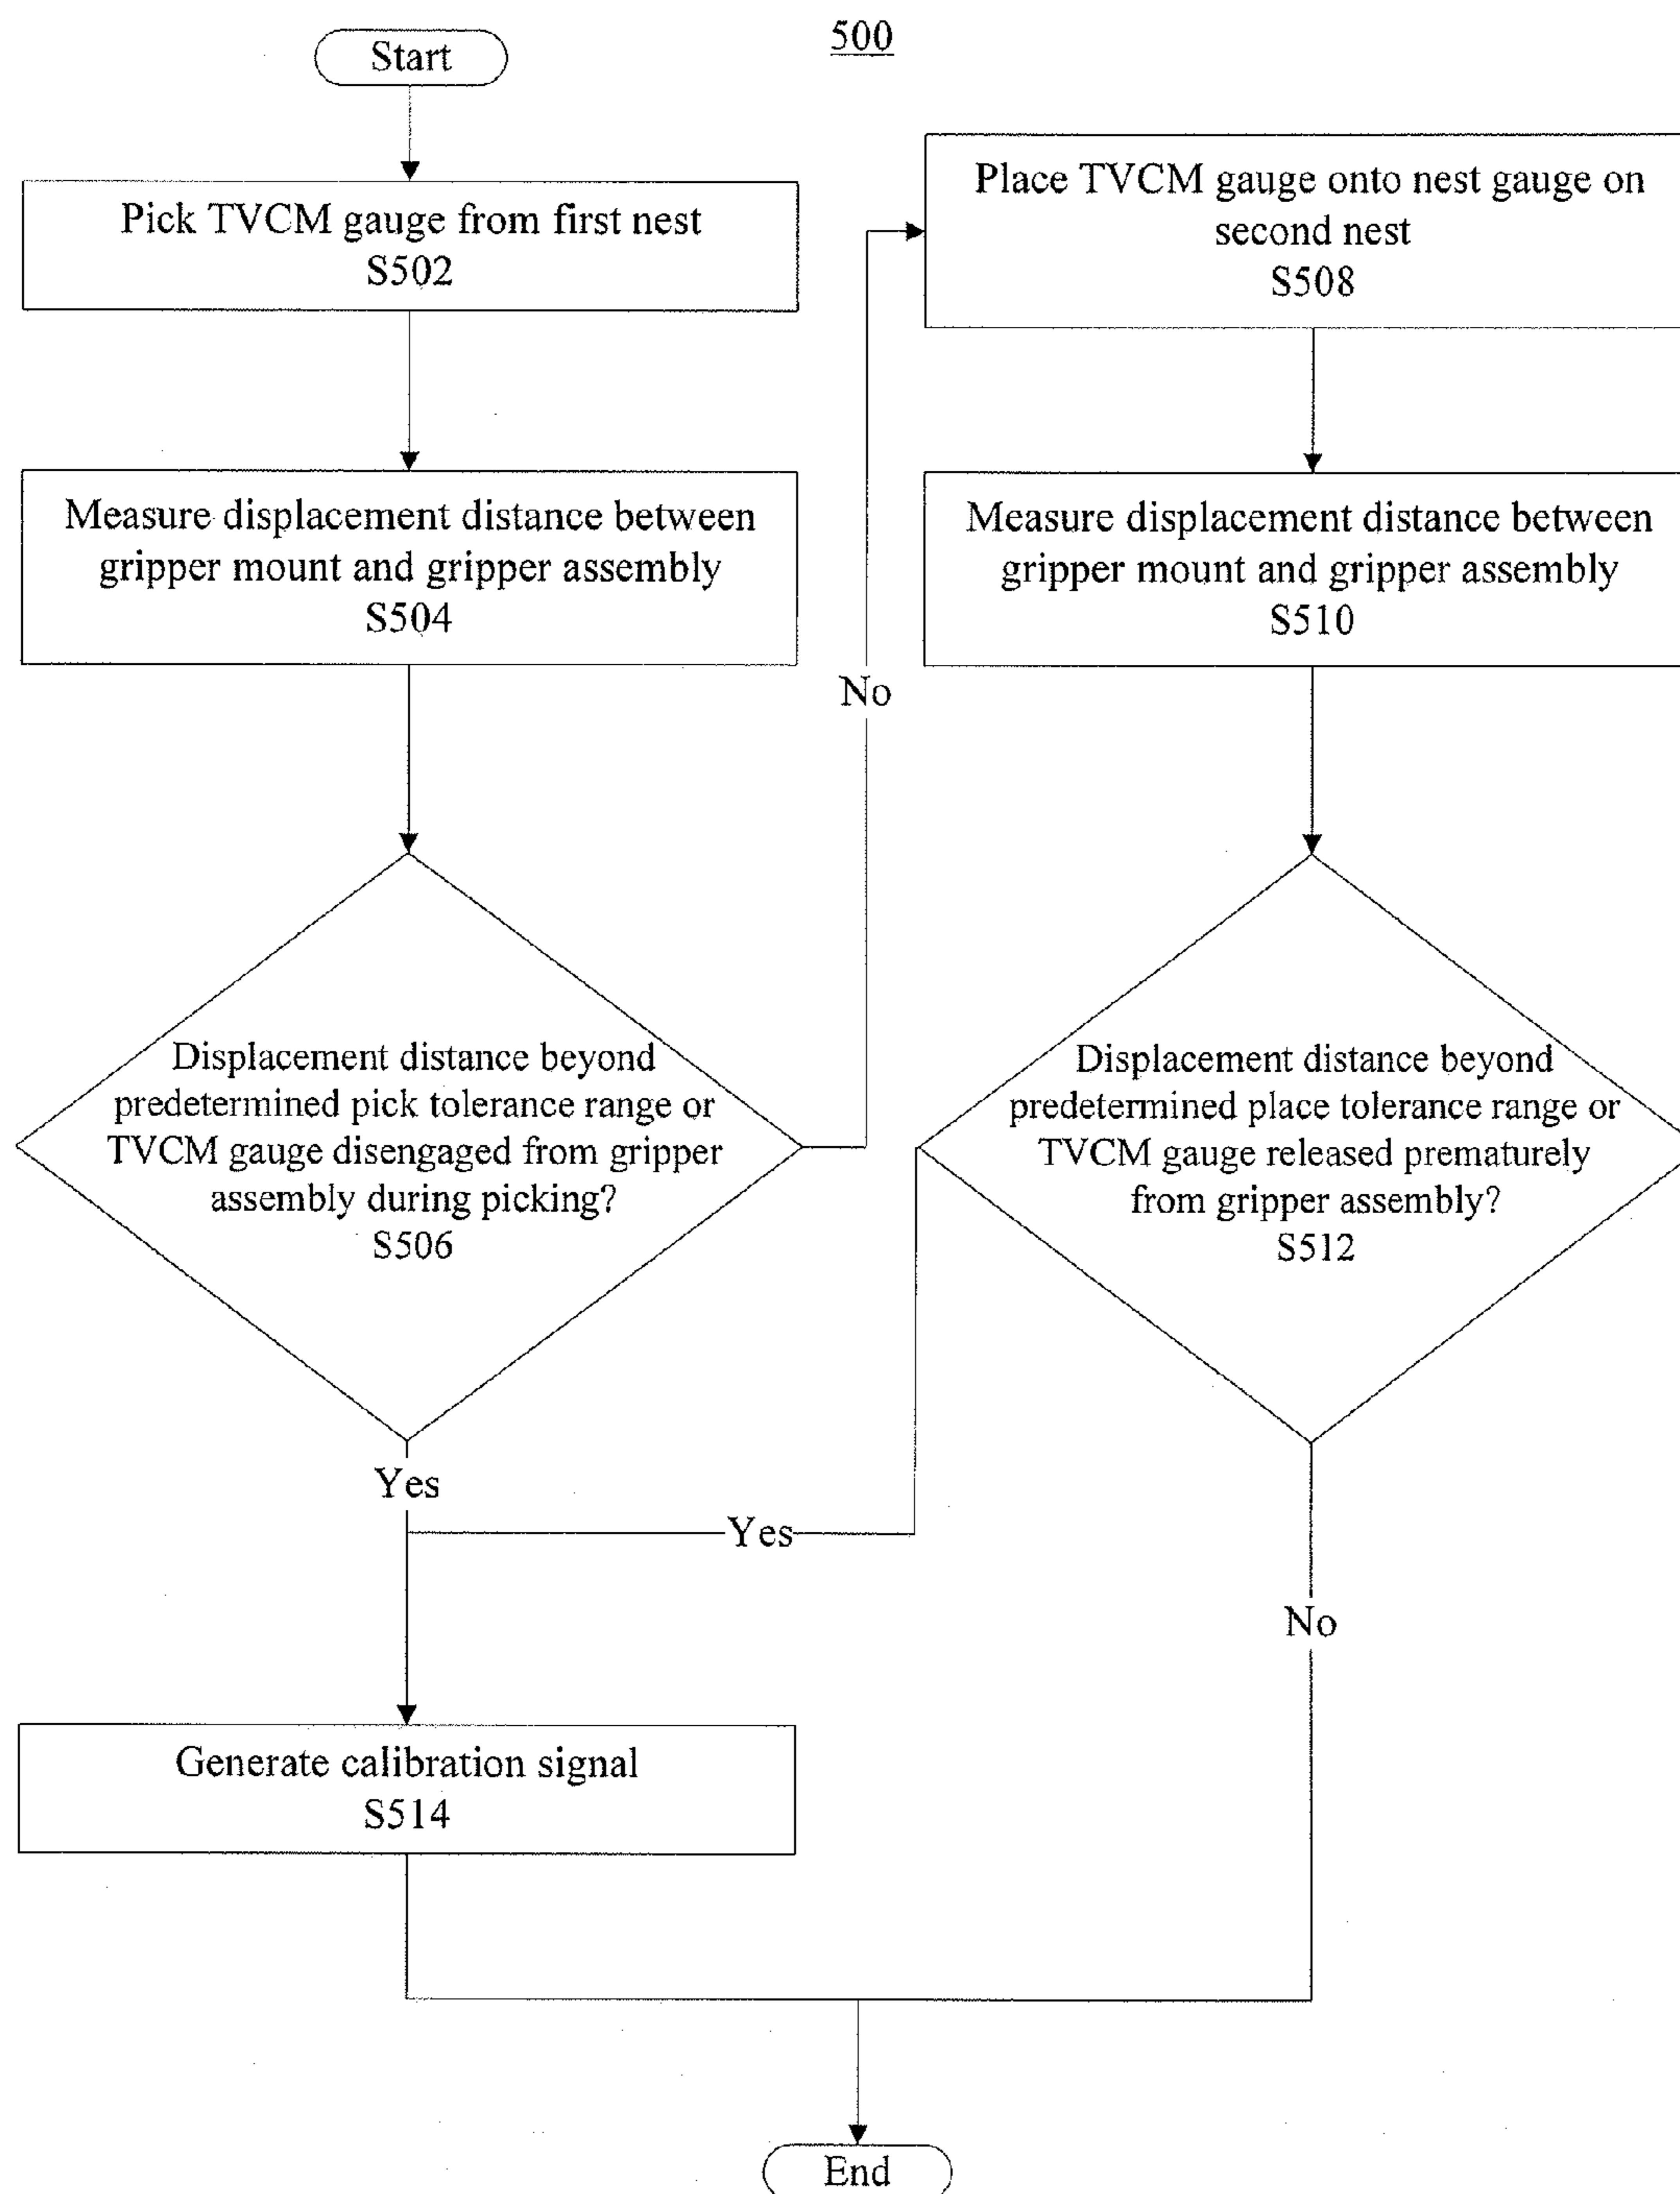 500
Start
Pick TVCM gauge from first nest
S502
Measure displacement distance between
gripper mount and gripper assembly
S504
Displacement distance beyond
predetermined pick tolerance range or
TVCM gauge disengaged from gripper
assembly during picking?
S506
No
Yes
Place TVCM gauge onto nest gauge on
second nest
S508
Measure displacement distance between
gripper mount and gripper assembly
S510
Displacement distance beyond
predetermined place tolerance range or
TVCM gauge released prematurely
from gripper assembly?
S512
Yes
No
Generate calibration signal
S514
End